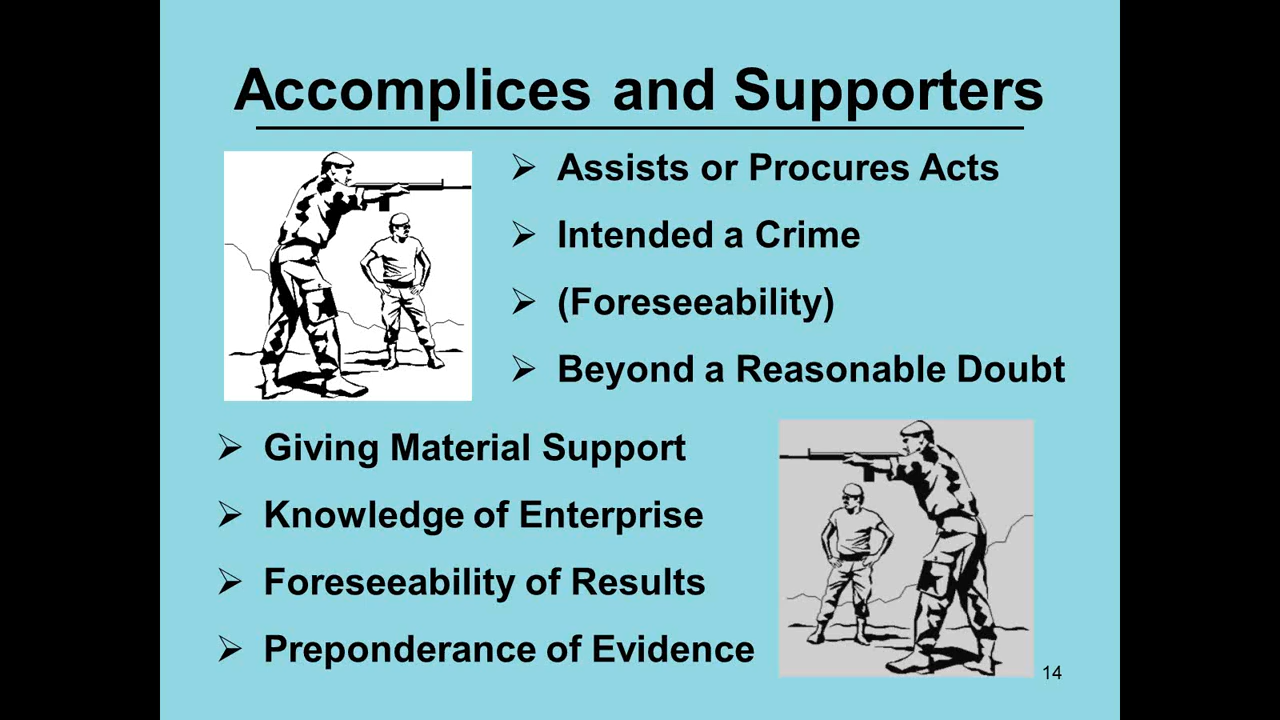 Accomplices and Supporters
Assists or Procures Acts
Intended a Crime
(Foreseeability)
Beyond a Reasonable Doubt
Giving Material Support
Knowledge of Enterprise
Foreseeability of Results
Preponderance of Evidence
14